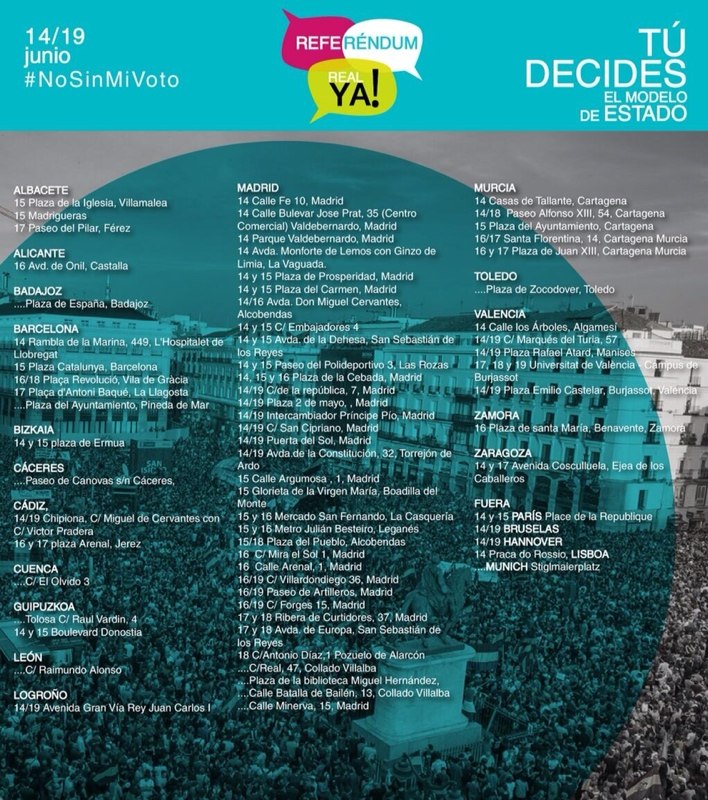 14/19
junio
#NoSinMiVoto
REFERÉNDUM
REAL
YA!
TÚ
DECIDES
EL MODELO
DE ESTADO
ALBACETE
15 Plaza de la Iglesia, Villamalea
15 Madrigueras
17 Paseo del Pilar, Férez
ALICANTE
16 Avd. de Onil, Castalla
BADAJOZ
....Plaza de España, Badajoz
BARCELONA
14 Rambla de la Marina, 449, L'Hospitalet de
Llobregat
15 Plaza Catalunya, Barcelona
16/18 Plaça Revolució, Vila de Gràcia
17 Plaça d'Antoni Baqué, La Llagosta
....Plaza del Ayuntamiento, Pineda de Mar
BIZKAIA
14 y 15 plaza de Ermua
CÁCERES
....Paseo de Canovas s/n Cáceres,
CÁDIZ,
14/19 Chipiona. C/ Miguel de Cervantes con
C/ Victor Pradera
16 y 17 plaza Arenal, Jerez
CUENCA
....C/ El Olvido 3
GUIPUZKOA
....Tolosa C/ Raul Vardin, 4
14 y 15 Boulevard Donostia
LEÓN
....C/ Raimundo Alonso
LOGROÑO
14/19 Avenida Gran Vía Rey Juan Carlos I
MADRID
14 Calle Fe 10, Madrid
14 Calle Bulevar Jose Prat, 35 (Centro
Comercial) Valdebernardo, Madrid
14 Parque Valdebernardo, Madrid
14 Avda. Monforte de Lemos con Ginzo de
Limia, La Vaguada.
14 y 15 Plaza de Prosperidad, Madrid
14 y 15 Plaza del Carmen, Madrid
14/16 Avda. Don Miguel Cervantes,
Alcobendas
14 y 15 C/ Embajadores 4
14 y 15 Avda. de la Dehesa, San Sebastián de
los Reyes
14 y 15 Paseo del Polideportivo 3, Las Rozas
14, 15 y 16 Plaza de la Cebada, Madrid
14/19 C/de la república, 7, Madrid
14/19 Plaza 2 de mayo, , Madrid
14/19 Intercambiador Príncipe Pío, Madrid
14/19 C/ San Cipriano, Madrid
14/19 Puerta del Sol, Madrid
14/19 Avda.de la Constitución, 32, Torrejón de
Ardo
15 Calle Argumosa , 1, Madrid
15 Glorieta de la Virgen María, Boadilla del
Monte
15 y 16 Mercado San Fernando, La Casquería
15 y 16 Metro Julián Besteiro, Leganés
15/18 Plaza del Pueblo, Alcobendas
16 C/ Mira el Sol 1, Madrid
16 Calle Arenal, 1, Madrid
16/19 C/ Villardondiego 36, Madrid
16/19 Paseo de Artilleros, Madrid
16/19 C/ Forges 15, Madrid
17 y 18 Ribera de Curtidores, 37, Madrid
17 y 18 Avda. de Europa, San Sebastián de
los Reyes
18 C/Antonio Díaz,1 Pozuelo de Alarcón
....C/Real, 47, Collado Villalba
....Plaza de la biblioteca Miguel Hernández,
....Calle Batalla de Bailén, 13, Collado Villalba
....Calle Minerva, 15, Madrid
MURCIA
14 Casas de Tallante, Cartagena
14/18 Paseo Alfonso XIII, 54, Cartagena
15 Plaza del Ayuntamiento, Cartagena
16/17 Santa Florentina, 14, Cartagena Murcia
16 y 17 Plaza de Juan XIII, Cartagena Murcia
TOLEDO
....Plaza de Zocodover, Toledo
VALENCIA
14 Calle los Árboles, Algamesí
14/19 C/ Marqués del Turia, 57
14/19 Plaza Rafael Atard, Manises
17, 18 y 19 Universitat de València - Campus de
Burjassot
14/19 Plaza Emilio Castelar, Burjassot, Valencia
ZAMORA
16 Plaza de santa María, Benavente, Zamora
ZARAGOZA
14 y 17 Avenida Cosculluela, Ejea de los
Caballeros
FUERA
14 y 15 PARÍS Place de la Republique
14/19 BRUSELAS
14/19 HANNOVER
14 Praca do Rossio, LISBOA
....MUNICH Stiglmaierplatz